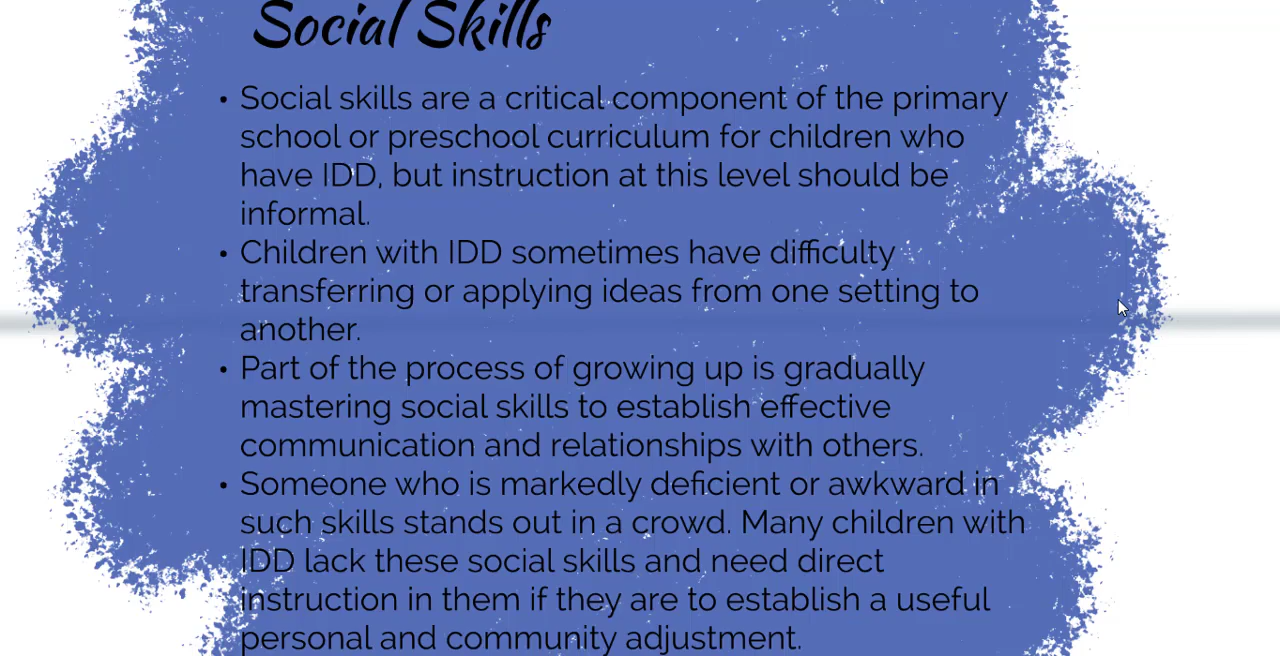 Social Skills
• Social skills are a critical component of the primary
school or preschool curriculum for children who
have IDD, but instruction at this level should be
informal.
• Children with IDD sometimes have difficulty
transferring or applying ideas from one setting to
another.
• Part of the process of growing up is gradually
mastering social skills to establish effective
communication and relationships with others.
• Someone who is markedly deficient or awkward in
such skills stands out in a crowd. Many children with
IDD lack these social skills and need direct
instruction in them if they are to establish a useful
personal and community adjustment.